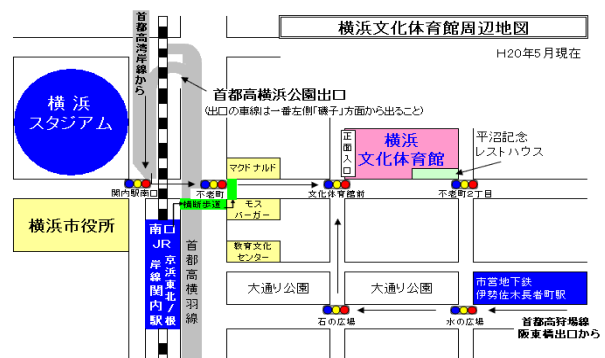 横浜文化体育館周辺地図
H20年5月現在
首都高湾岸線から
首都高横浜公園出口
(出口の車線は一番左側「磯子」方面から出ること)
横浜
スタジアム
マクドナルド
正面入口
横浜
文化体育館
平沼記念
レストハウス
関内駅南口
不老町
文化体育館前
不老町2丁目
横断歩道
モス
バーガー
横浜市役所
南口
JR京浜東北/根岸線関内駅
首都高横羽線
教育文化
センター
大通り公園
大通り公園
市営地下鉄
伊勢佐木長者町駅
石の広場
水の広場
首都高狩場線
阪東橋出口から